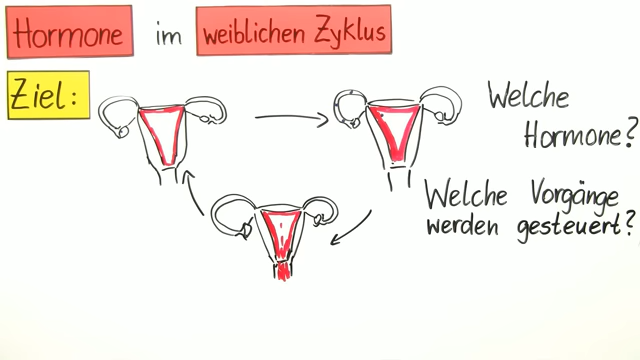 Hormone im weiblichen Zyklus
Ziel:
Welche
Hormone?
Welche Vorgänge
werden gesteuert?